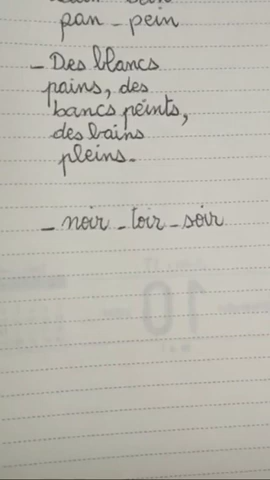 pan - pein
- Des blancs
pains, des
bancs peints,
des bains
pleins.
- noir - loir - soir